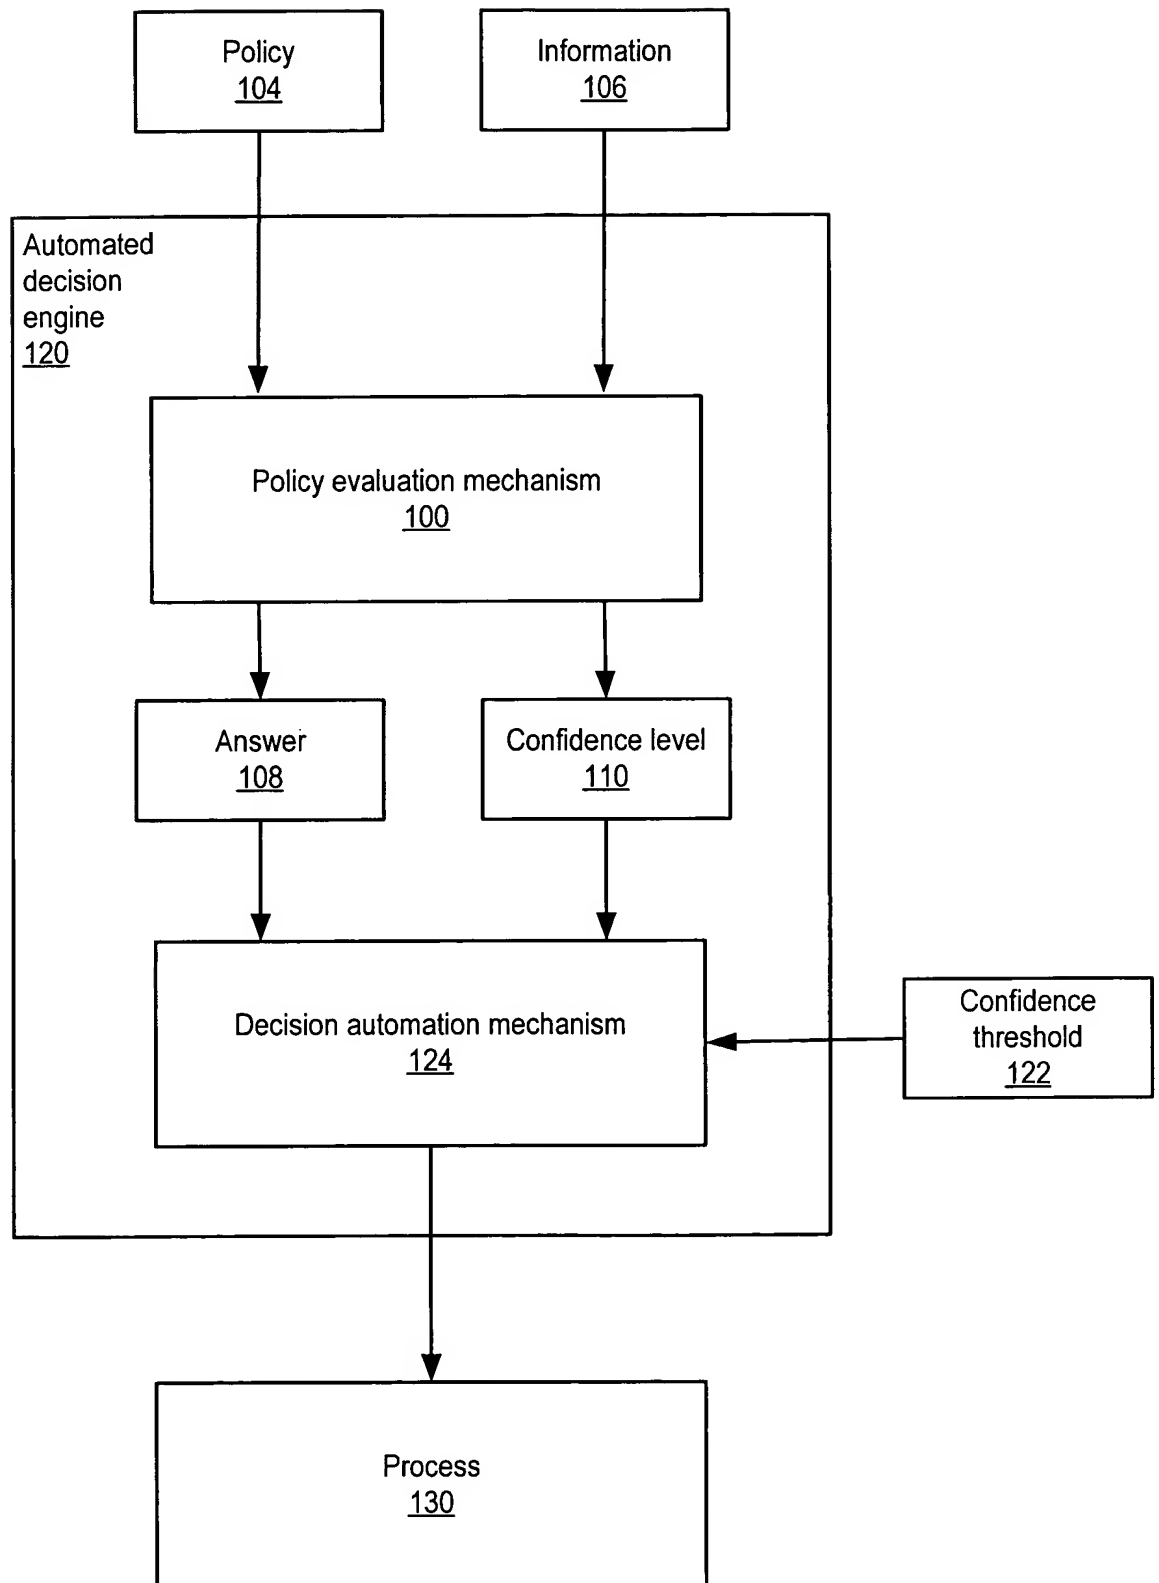 Policy
104
Information
106
Automated
decision
engine
120
Policy evaluation mechanism
100
Answer
108
Confidence level
110
Decision automation mechanism
124
Confidence
threshold
122
Process
130